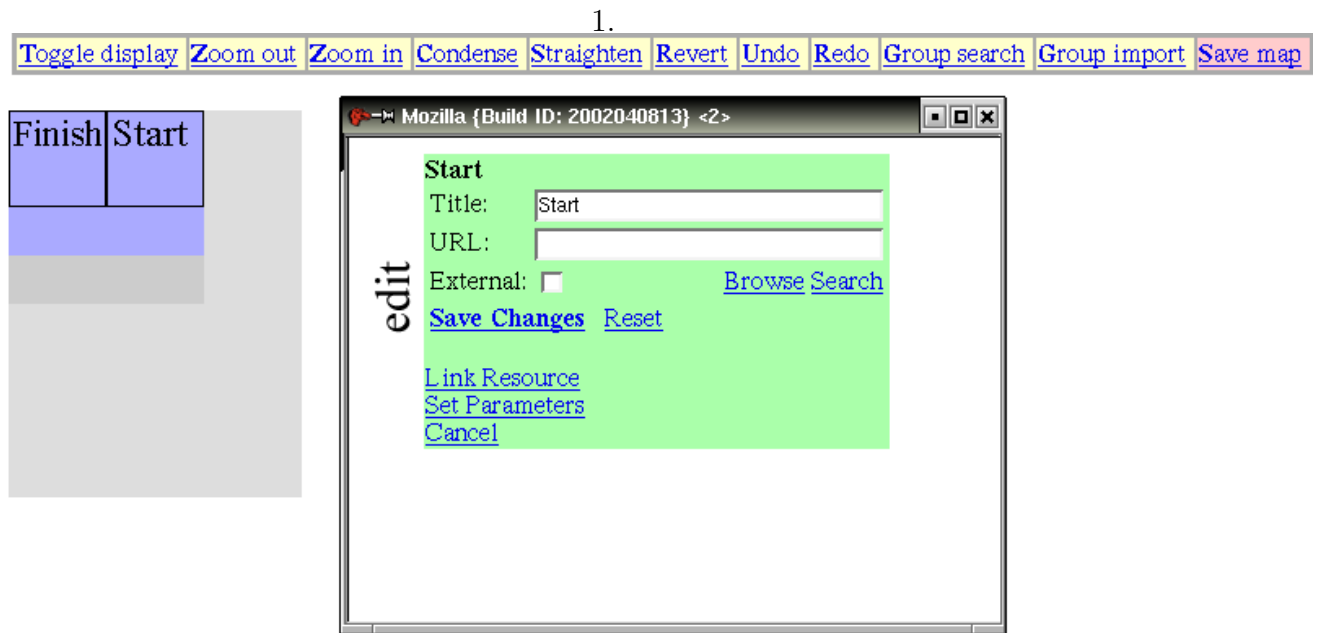 1.
Toggle display Zoom out Zoom in Condense Straighten Revert Undo Redo Group search Group import Save map
Finish Start
Mozilla {Build ID: 2002040813} <2>
edit
Start
Title: Start
URL:
External: Browse Search
Save Changes Reset
Link Resource
Set Parameters
Cancel